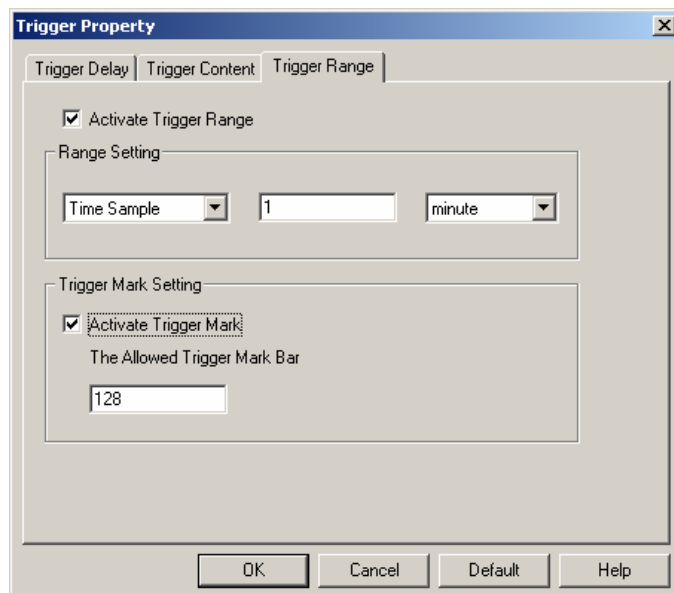 Trigger Property
Trigger Delay Trigger Content Trigger Range
Activate Trigger Range
Range Setting
Time Sample 1 minute
Trigger Mark Setting
Activate Trigger Mark
The Allowed Trigger Mark Bar
128
OK Cancel Default Help